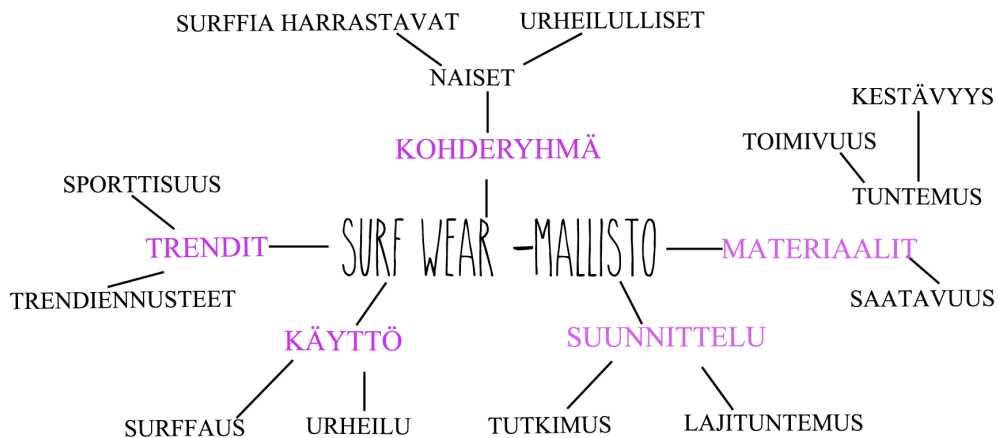 SURFFIA HARRASTAVAT
URHEILULLISET
NAISET
KESTÄVYYS
KOHDERYHMÄ
TOIMIVUUS
SPORTTISUUS
TUNTEMUS
TRENDIT
SURF WEAR -MALLISTO
MATERIAALIT
TRENDIENNUSTEET
SAATAVUUS
KÄYTTÖ
SUUNNITTELU
SURFFAUS
URHEILU
TUTKIMUS
LAJITUNTEMUS